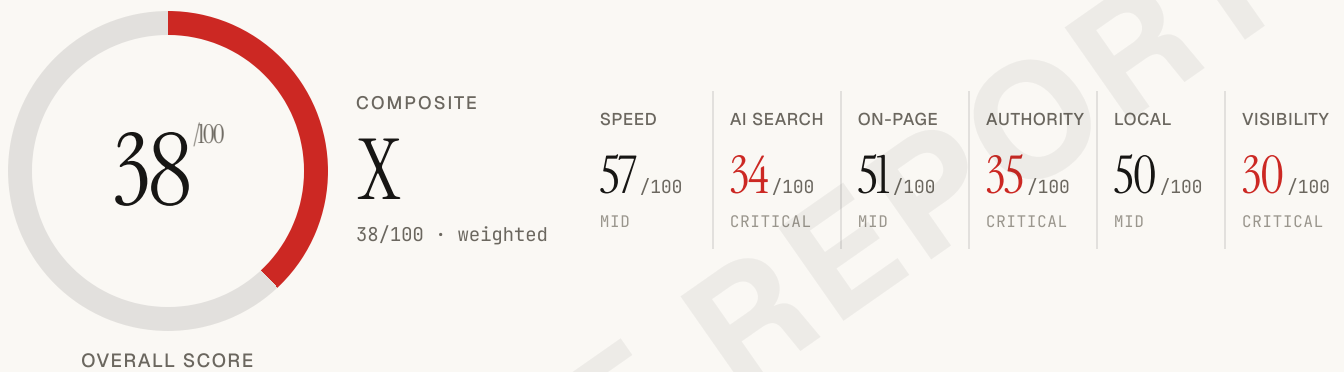 38/100
OVERALL SCORE
COMPOSITE
X
38/100 · weighted
SPEED
57/100
MID
AI SEARCH
34/100
CRITICAL
ON-PAGE
51/100
MID
AUTHORITY
35/100
CRITICAL
LOCAL
50/100
MID
VISIBILITY
30/100
CRITICAL
REPORT